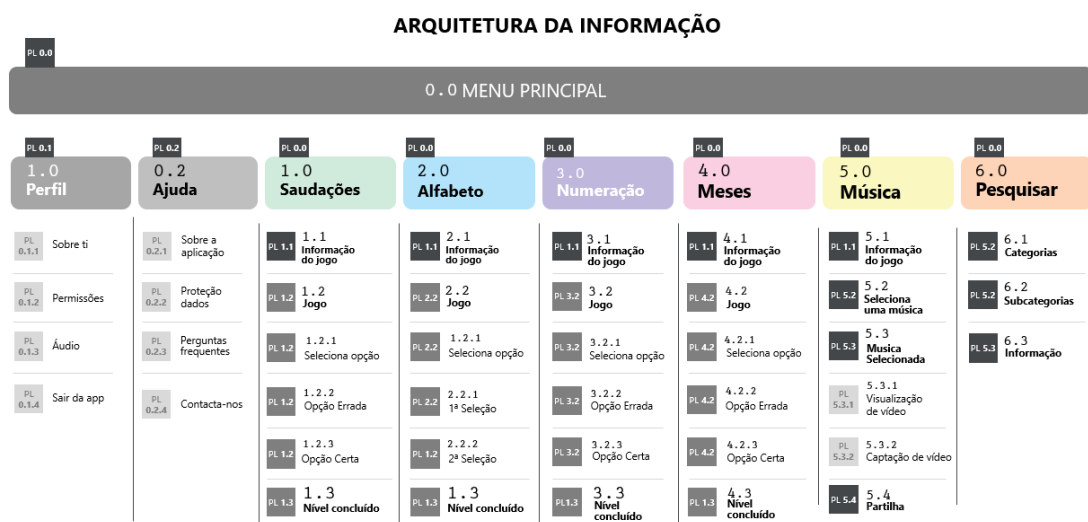 ARQUITETURA DA INFORMAÇÃO
PL 0.0
0.0 MENU PRINCIPAL
PL 0.1
1.0
Perfil
PL 0.1.1
Sobre ti
PL 0.1.2
Permissões
PL 0.1.3
Áudio
PL 0.1.4
Sair da app
PL 0.2
0.2
Ajuda
PL 0.2.1
Sobre a
aplicação
PL 0.2.2
Proteção
dados
PL 0.2.3
Perguntas
frequentes
PL 0.2.4
Contacta-nos
PL 0.0
1.0
Saudações
PL 1.1
1.1
Informação
do jogo
PL 1.2
1.2
Jogo
PL 1.2
1.2.1
Seleciona opção
PL 1.2
1.2.2
Opção Errada
PL 1.2
1.2.3
Opção Certa
PL 1.3
1.3
Nível concluído
PL 0.0
2.0
Alfabeto
PL 1.1
2.1
Informação
do jogo
PL 2.2
2.2
Jogo
PL 2.2
1.2.1
Seleciona opção
PL 2.2
2.2.1
1ª Seleção
PL 2.2
2.2.2
2ª Seleção
PL 1.3
1.3
Nível concluído
PL 0.0
3.0
Numeração
PL 1.1
3.1
Informação
do jogo
PL 3.2
3.2
Jogo
PL 3.2
3.2.1
Seleciona opção
PL 3.2
3.2.2
Opção Errada
PL 3.2
3.2.3
Opção Certa
PL1.3
3.3
Nível
concluído
PL 0.0
4.0
Meses
PL 1.1
4.1
Informação
do jogo
PL 4.2
4.2
Jogo
PL 4.2
4.2.1
Seleciona opção
PL 4.2
4.2.2
Opção Errada
PL 4.2
4.2.3
Opção Certa
PL 1.3
4.3
Nível
concluído
PL 0.0
5.0
Música
PL 1.1
5.1
Informação
do jogo
PL 5.2
5.2
Seleciona
uma música
PL 5.3
5.3
Musica
Selecionada
PL 5.3.1
5.3.1
Visualização
de vídeo
PL 5.3.2
5.3.2
Captação de vídeo
PL 5.4
5.4
Partilha
PL 0.0
6.0
Pesquisar
PL 5.2
6.1
Categorias
PL 5.2
6.2
Subcategorias
PL 5.3
6.3
Informação